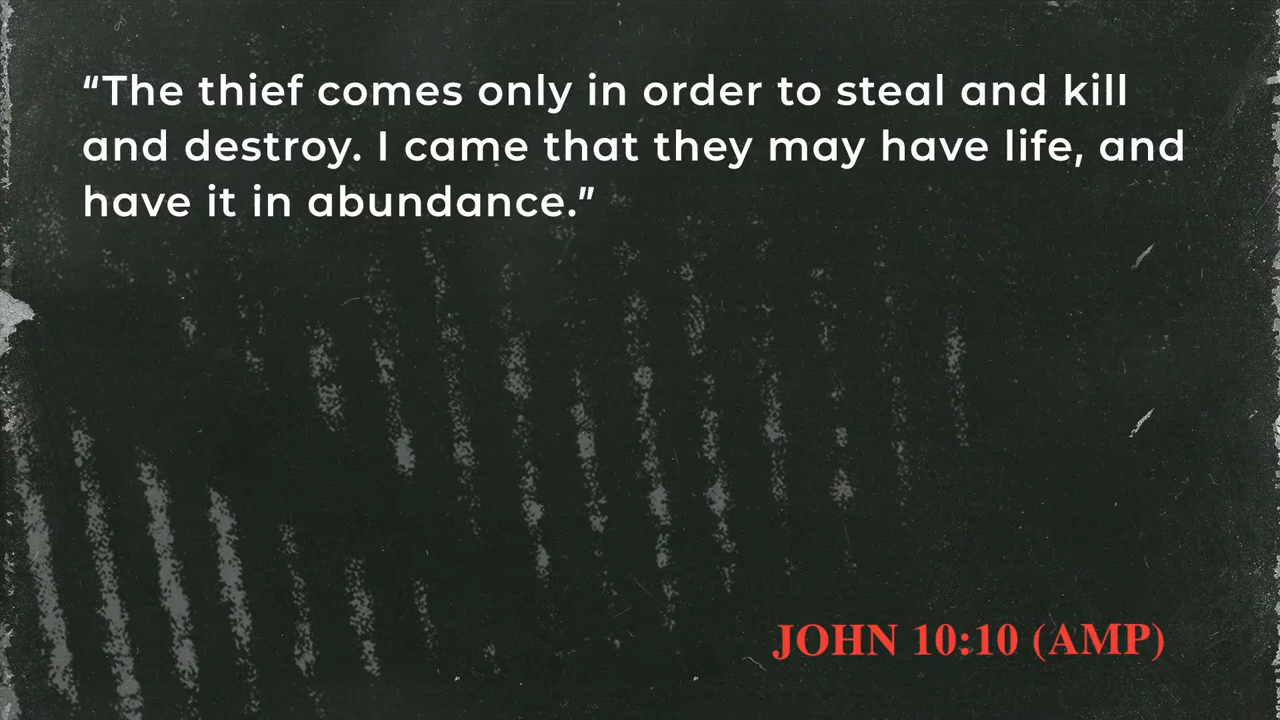 “The thief comes only in order to steal and kill
and destroy. I came that they may have life, and
have it in abundance.”
JOHN 10:10 (AMP)